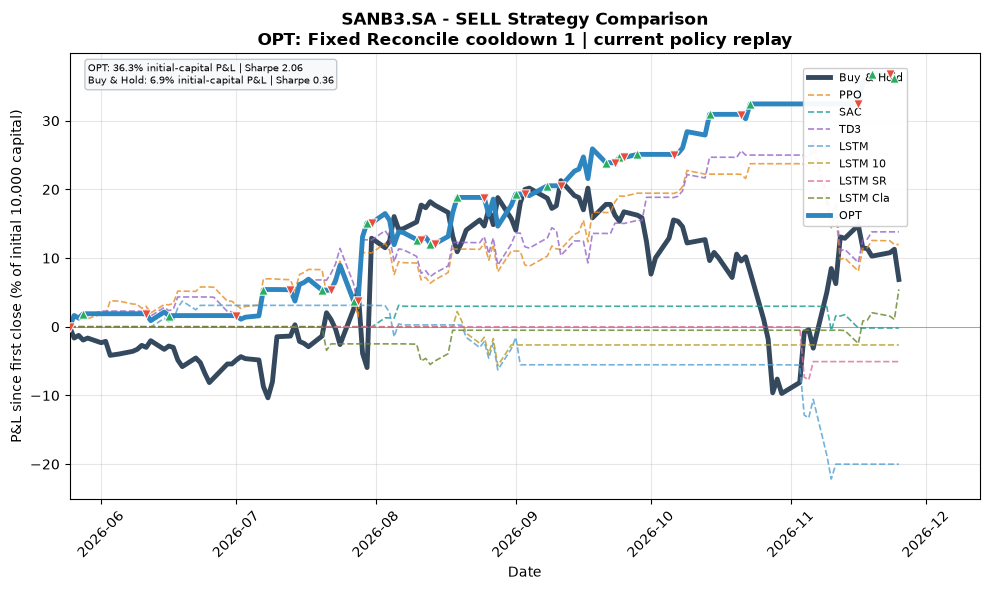 SANB3.SA - SELL Strategy Comparison
OPT: Fixed Reconcile cooldown 1 | current policy replay
OPT: 36.3% initial-capital P&L | Sharpe 2.06
Buy & Hold: 6.9% initial-capital P&L | Sharpe 0.36
Buy & Hold
PPO
SAC
TD3
LSTM
LSTM 10
LSTM SR
LSTM Cla
OPT
P&L since first close (% of initial 10,000 capital)
30
20
10
0
−10
−20
2026-06
2026-07
2026-08
2026-09
2026-10
2026-11
2026-12
Date